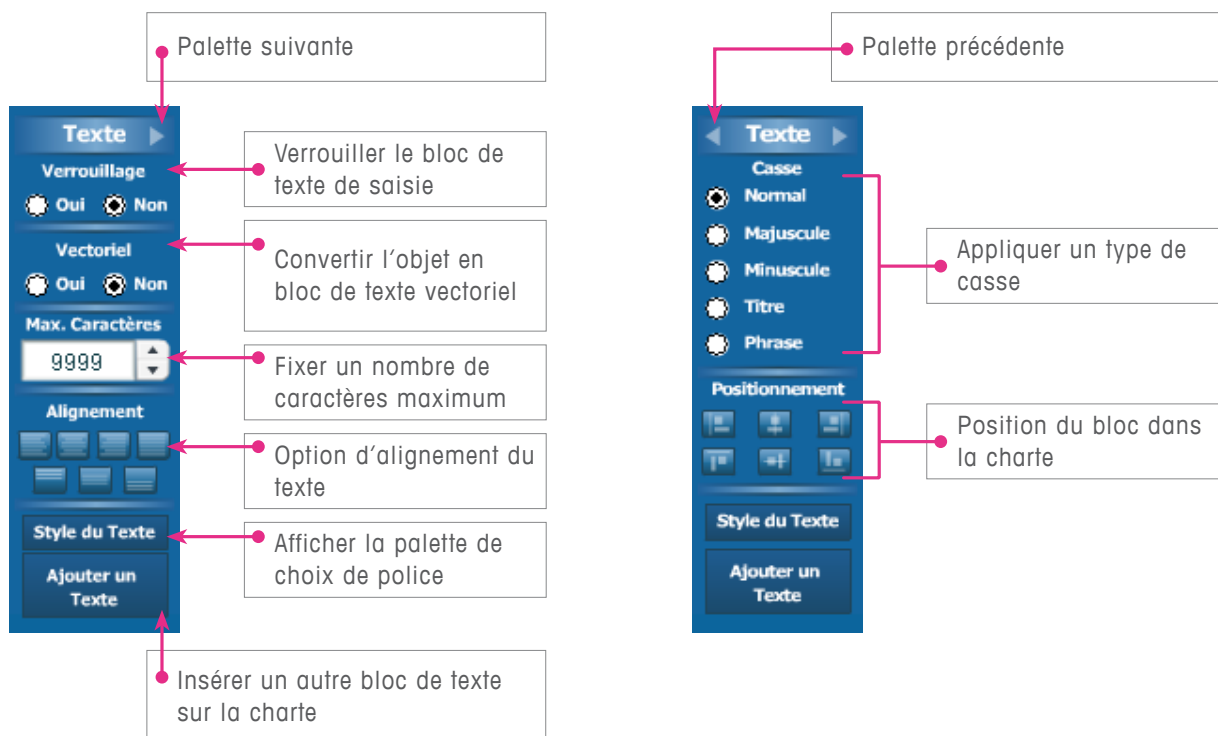 Palette suivante
Texte
Verrouillage
Oui Non
Vectoriel
Oui Non
Max. Caractères
9999
Alignement
Style du Texte
Ajouter un
Texte
Verrouiller le bloc de
texte de saisie
Convertir l'objet en
bloc de texte vectoriel
Fixer un nombre de
caractères maximum
Option d'alignement du
texte
Afficher la palette de
choix de police
Insérer un autre bloc de texte
sur la charte
Palette précédente
Texte
Casse
Normal
Majuscule
Minuscule
Titre
Phrase
Positionnement
Style du Texte
Ajouter un
Texte
Appliquer un type de
casse
Position du bloc dans
la charte